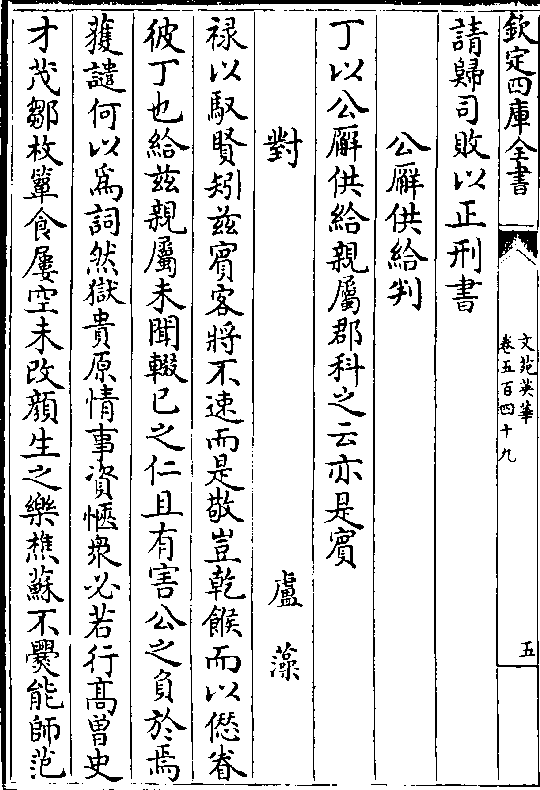 欽定四庫全書
文苑英華
卷五百四十九
五
請歸司敗以正刑書
公廨供給判
丁以公廨供給親屬郡科之云亦是賓
對 盧藻
祿以馭賢矧茲賓客將不速而是敬豈乾餱而以愆眷
彼丁也給茲親屬未聞輟已之仁且有害公之負於焉
獲譴何以為詞然獄貴原情事資愜衆必若行髙曽史
才茂鄒枚簞食屢空未改顔生之樂樵蘇不爨能師范